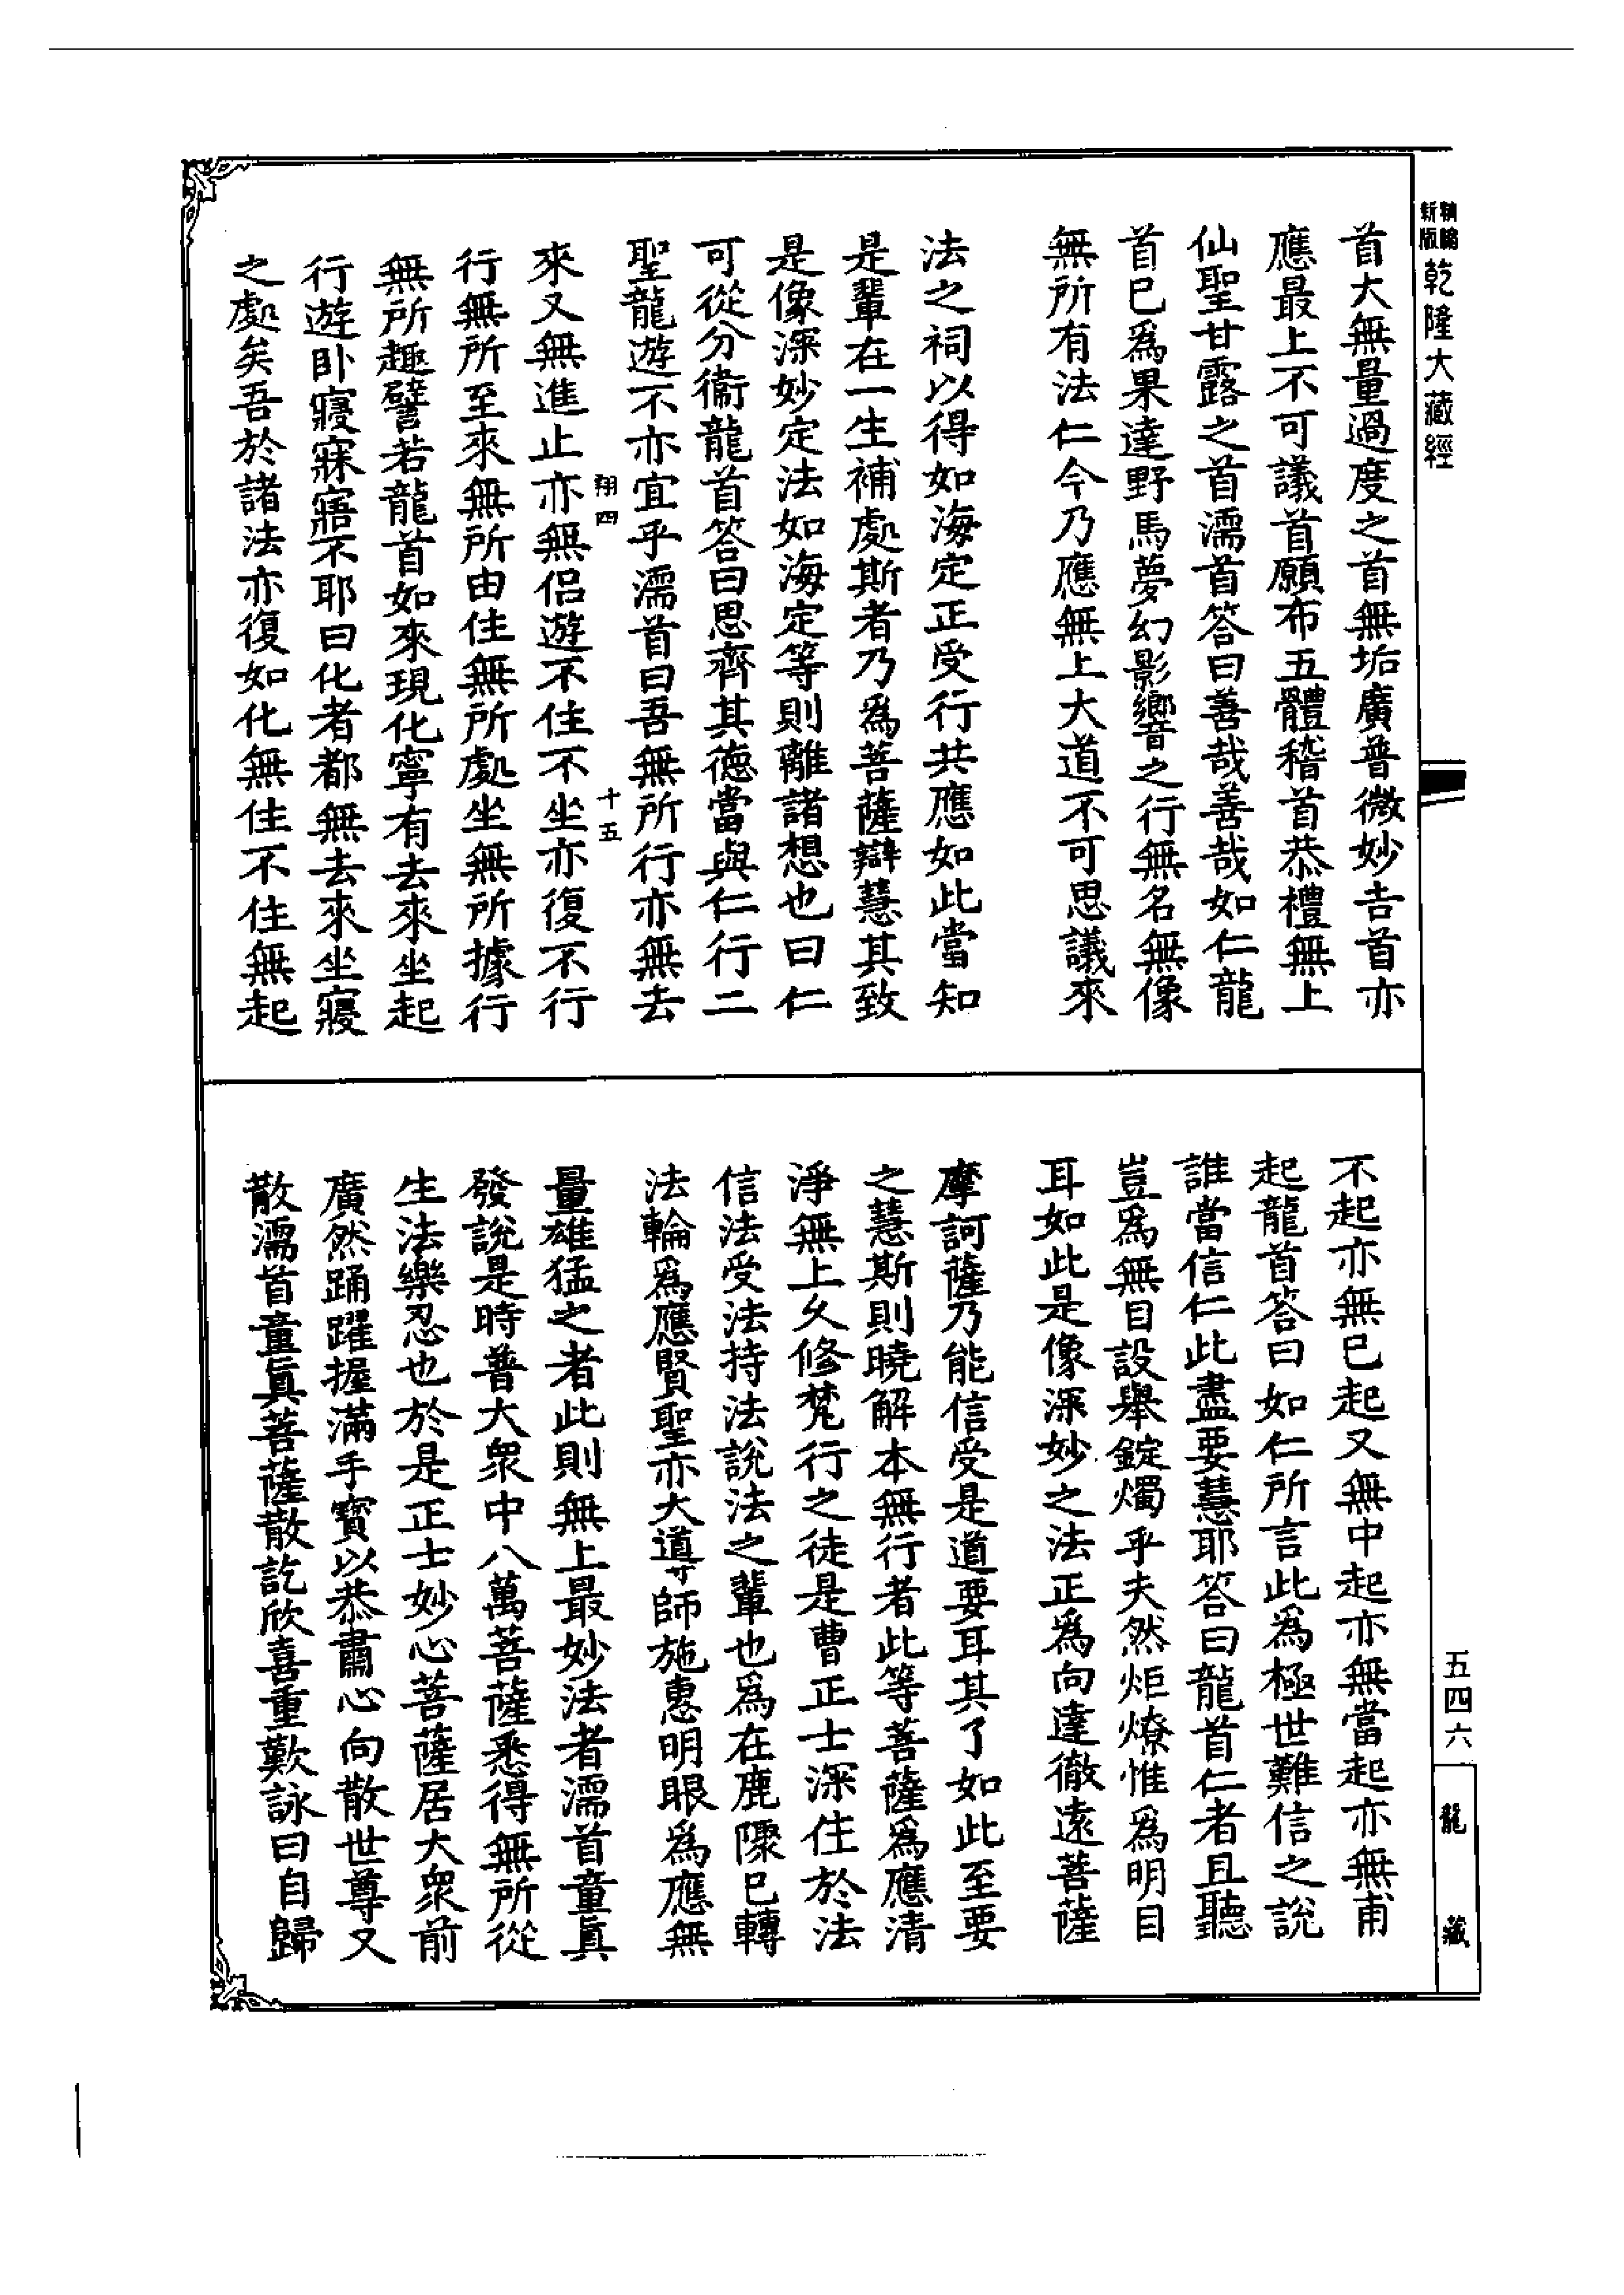 精縮新版乾隆大藏經
首大無量過度之首無垢廣普微妙吉首亦
應最上不可議首願布五體稽首恭禮無上
仙聖甘露之首濡首答曰善哉善哉如仁龍
首已爲果達野馬夢幻影響之行無名無像
無所有法仁今乃應無上大道不可思議來
法之祠以得如海定正受行共應如此當知
是輩在一生補處斯者乃爲菩薩辯慧其致
是像深妙定法如海定等則離諸想也曰仁
可從分衞龍首答曰思齊其德當與仁行二
聖龍遊不亦宜乎濡首曰吾無所行亦無去
翔四
十五
來又無進止亦無侶遊不住不坐亦復不行
行無所至來無所由住無所處坐無所據行
無所趣譬若龍首如來現化寧有去來坐起
行遊卧寢寐寤不耶曰化者都無去來坐寢
之處矣吾於諸法亦復如化無住不住無起
不起亦無已起又無中起亦無當起亦無甫
起龍首答曰如仁所言此爲極世難信之說
誰當信仁此盡要慧耶答曰龍首仁者且聽
豈爲無目設舉錠燭乎夫然炬燎惟爲明目
耳如此是像深妙之法正爲向達徹遠菩薩
摩訶薩乃能信受是道要耳其了如此至要
之慧斯則曉解本無行者此等菩薩爲應清
淨無上久修梵行之徒是曹正士深住於法
信法受法持法說法之輩也爲在鹿𩥇已轉
法輪爲應賢聖亦大道導師施惠明眼爲應無
量雄猛之者此則無上最妙法者濡首童眞
發說是時普大衆中八萬菩薩悉得無所從
生法樂忍也於是正士妙心菩薩居大衆前
廣然踊躍握滿手寶以恭肅心向散世尊又
散濡首童眞菩薩散訖欣喜重歎詠曰自歸
五四六
龍藏